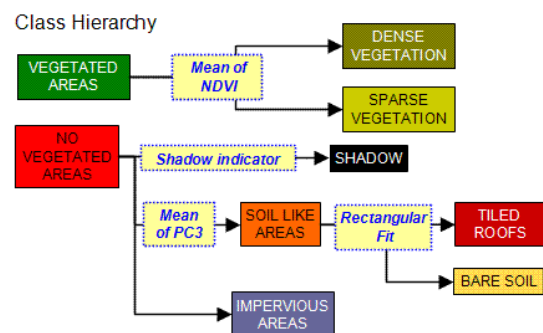 Class Hierarchy
VEGETATED
AREAS
Mean of
NDVI
DENSE
VEGETATION
SPARSE
VEGETATION
NO
VEGETATED
AREAS
Shadow indicator
SHADOW
Mean
of PC3
SOIL LIKE
AREAS
Rectangular
Fit
TILED
ROOFS
BARE SOIL
IMPERVIOUS
AREAS